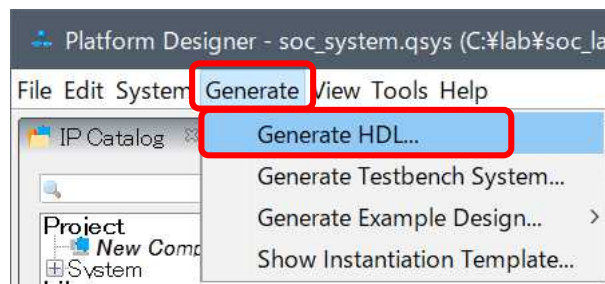 Platform Designer - soc_system.qsys (C:¥lab¥soc_la
File Edit System Generate View Tools Help
IP Catalog
Generate HDL...
Generate Testbench System...
Project
Generate Example Design... >
New Comp
System
Show Instantiation Template...